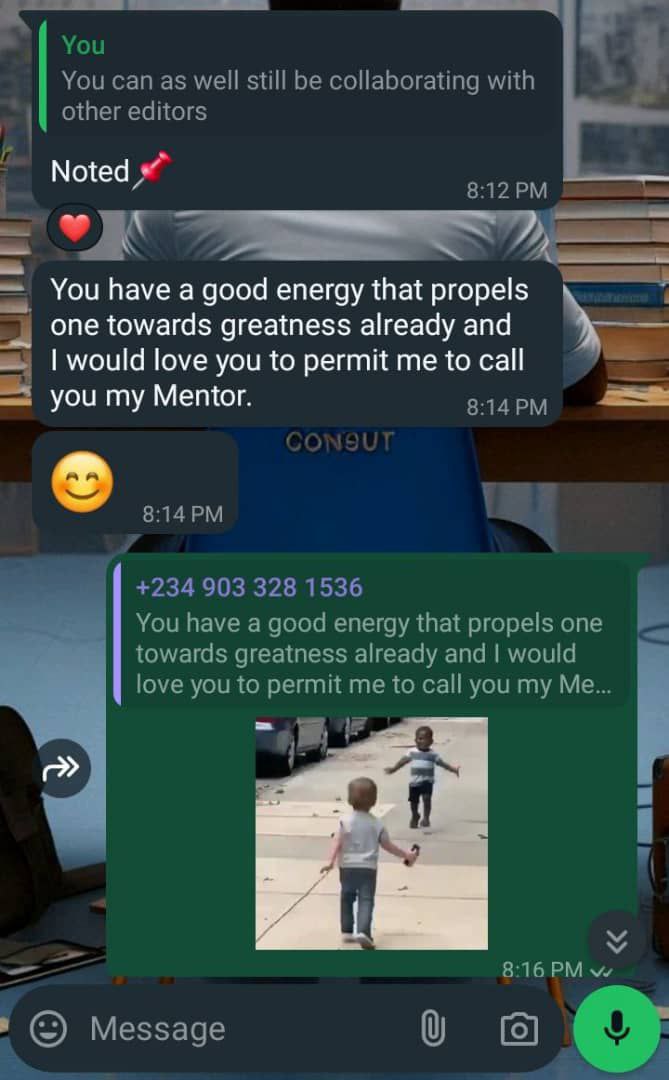 You
You can as well still be collaborating with
other editors
Noted📌
8:12 PM
❤️
You have a good energy that propels
one towards greatness already and
I would love you to permit me to call
you my Mentor.
8:14 PM
CONSUT
😊
8:14 PM
+234 903 328 1536
You have a good energy that propels one
towards greatness already and I would
love you to permit me to call you my Me...
8:16 PM
Message